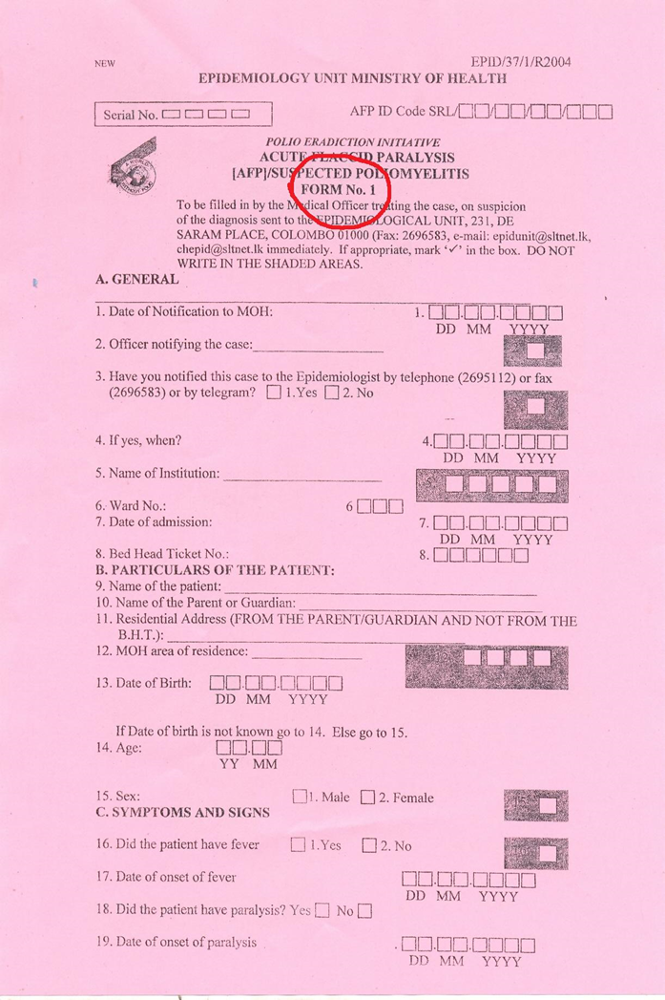 NEW
EPID/37/1/R2004
EPIDEMIOLOGY UNIT MINISTRY OF HEALTH
Serial No.
AFP ID Code SRL/ / / /
POLIO ERADICTION INITIATIVE
ACUTE FLACCID PARALYSIS
[AFP]/SUSPECTED POLIOMYELITIS
FORM No. 1
To be filled in by the Medical Officer treating the case, on suspicion
of the diagnosis sent to the EPIDEMIOLOGICAL UNIT, 231, DE
SARAM PLACE, COLOMBO 01000 (Fax: 2696583, e-mail: epidunit@sltnet.lk,
chepid@sltnet.lk immediately. If appropriate, mark ‘✓’ in the box. DO NOT
WRITE IN THE SHADED AREAS.
A. GENERAL
1. Date of Notification to MOH: 1.
DD MM YYYY
2. Officer notifying the case:
3. Have you notified this case to the Epidemiologist by telephone (2695112) or fax
(2696583) or by telegram? 1.Yes 2. No
4. If yes, when? 4.
DD MM YYYY
5. Name of Institution:
6. Ward No.: 6
7. Date of admission: 7.
DD MM YYYY
8. Bed Head Ticket No.: 8.
B. PARTICULARS OF THE PATIENT:
9. Name of the patient:
10. Name of the Parent or Guardian:
11. Residential Address (FROM THE PARENT/GUARDIAN AND NOT FROM THE
B.H.T.):
12. MOH area of residence:
13. Date of Birth:
DD MM YYYY
If Date of birth is not known go to 14. Else go to 15.
14. Age:
YY MM
15. Sex: 1. Male 2. Female
C. SYMPTOMS AND SIGNS
16. Did the patient have fever 1.Yes 2. No
17. Date of onset of fever
DD MM YYYY
18. Did the patient have paralysis? Yes No
19. Date of onset of paralysis
DD MM YYYY